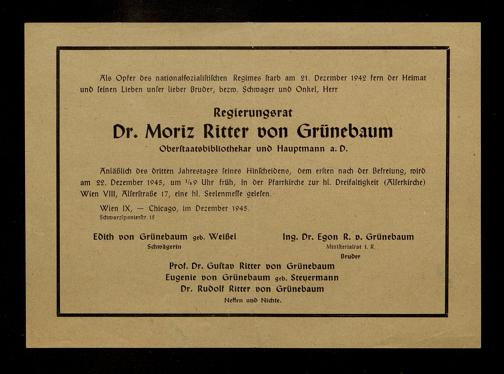 Als Opfer des nationalsozialistischen Regimes starb am 21. Dezember 1942 fern der Heimat
und seinen Lieben unser lieber Bruder, bezw. Schwager und Onkel, Herr
Regierungsrat
Dr. Moriz Ritter von Grünebaum
Oberstaatsbibliothekar und Hauptmann a. D.
Anläßlich des dritten Jahrestages seines Hinscheidens, dem ersten nach der Befreiung, wird
am 22. Dezember 1945, um ½9 Uhr früh, in der Pfarrkirche zur hl. Dreifaltigkeit (Alserkirche)
Wien VIII, Alserstraße 17, eine hl. Seelenmesse gelesen.
Wien IX, — Chicago, im Dezember 1945.
Schwarzspanierstr. 15
Edith von Grünebaum geb. Weißel
Schwägerin
Ing. Dr. Egon R. v. Grünebaum
Ministerialrat i. R.
Bruder
Prof. Dr. Gustav Ritter von Grünebaum
Eugenie von Grünebaum geb. Steuermann
Dr. Rudolf Ritter von Grünebaum
Neffen und Nichte.